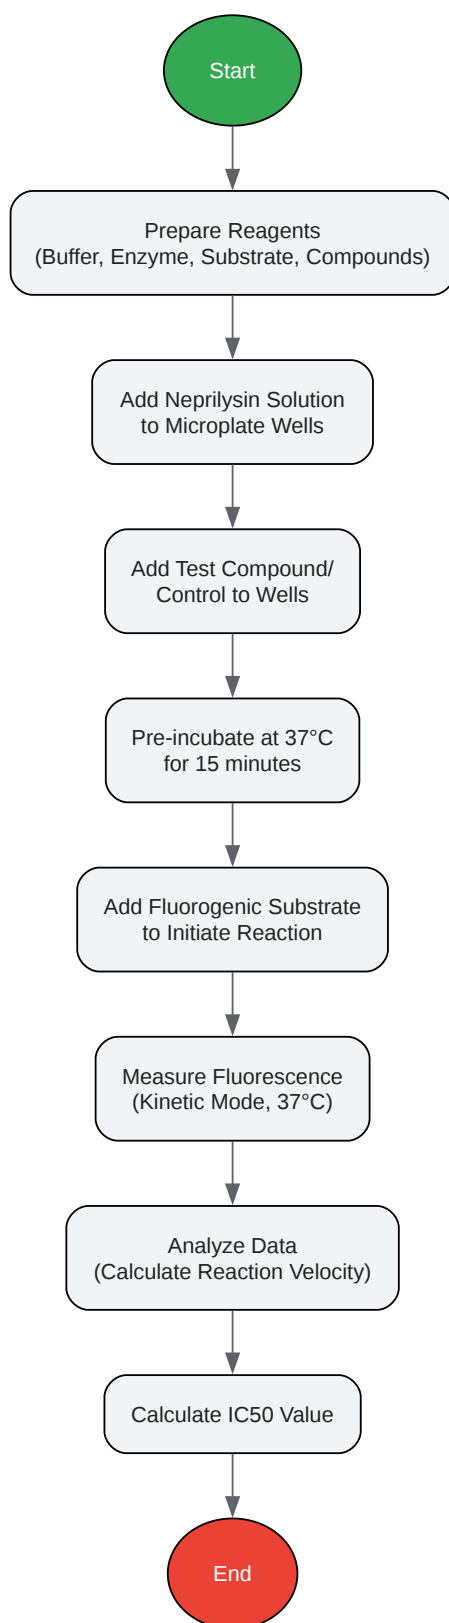 Start
Prepare Reagents
(Buffer, Enzyme, Substrate, Compounds)
Add Neprilysin Solution
to Microplate Wells
Add Test Compound/
Control to Wells
Pre-incubate at 37°C
for 15 minutes
Add Fluorogenic Substrate
to Initiate Reaction
Measure Fluorescence
(Kinetic Mode, 37°C)
Analyze Data
(Calculate Reaction Velocity)
Calculate IC50 Value
End